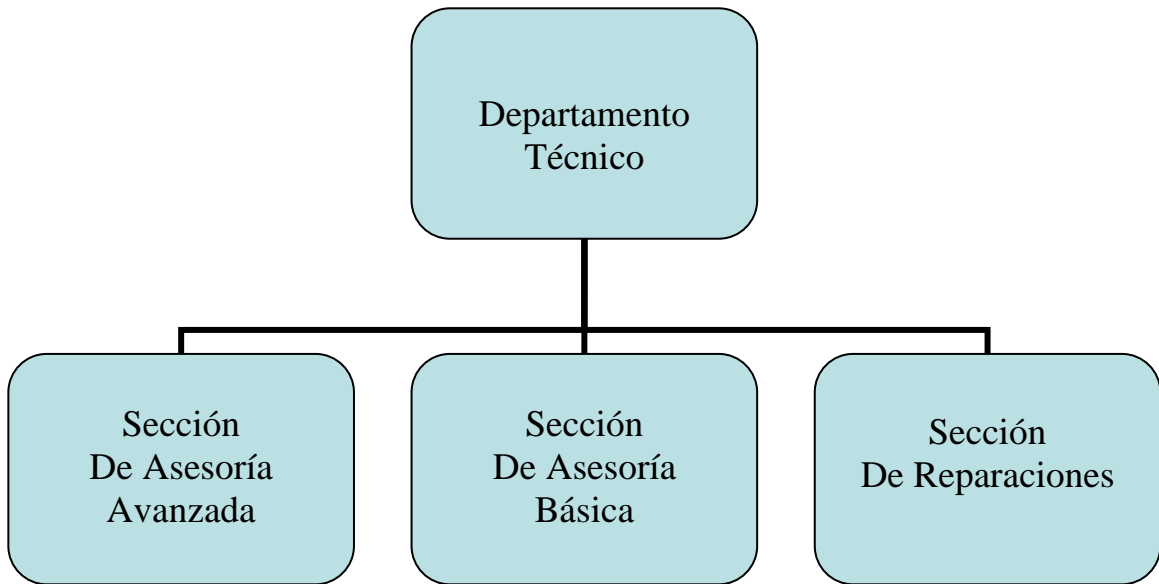 Departamento
Técnico
Sección
De Asesoría
Avanzada
Sección
De Asesoría
Básica
Sección
De Reparaciones